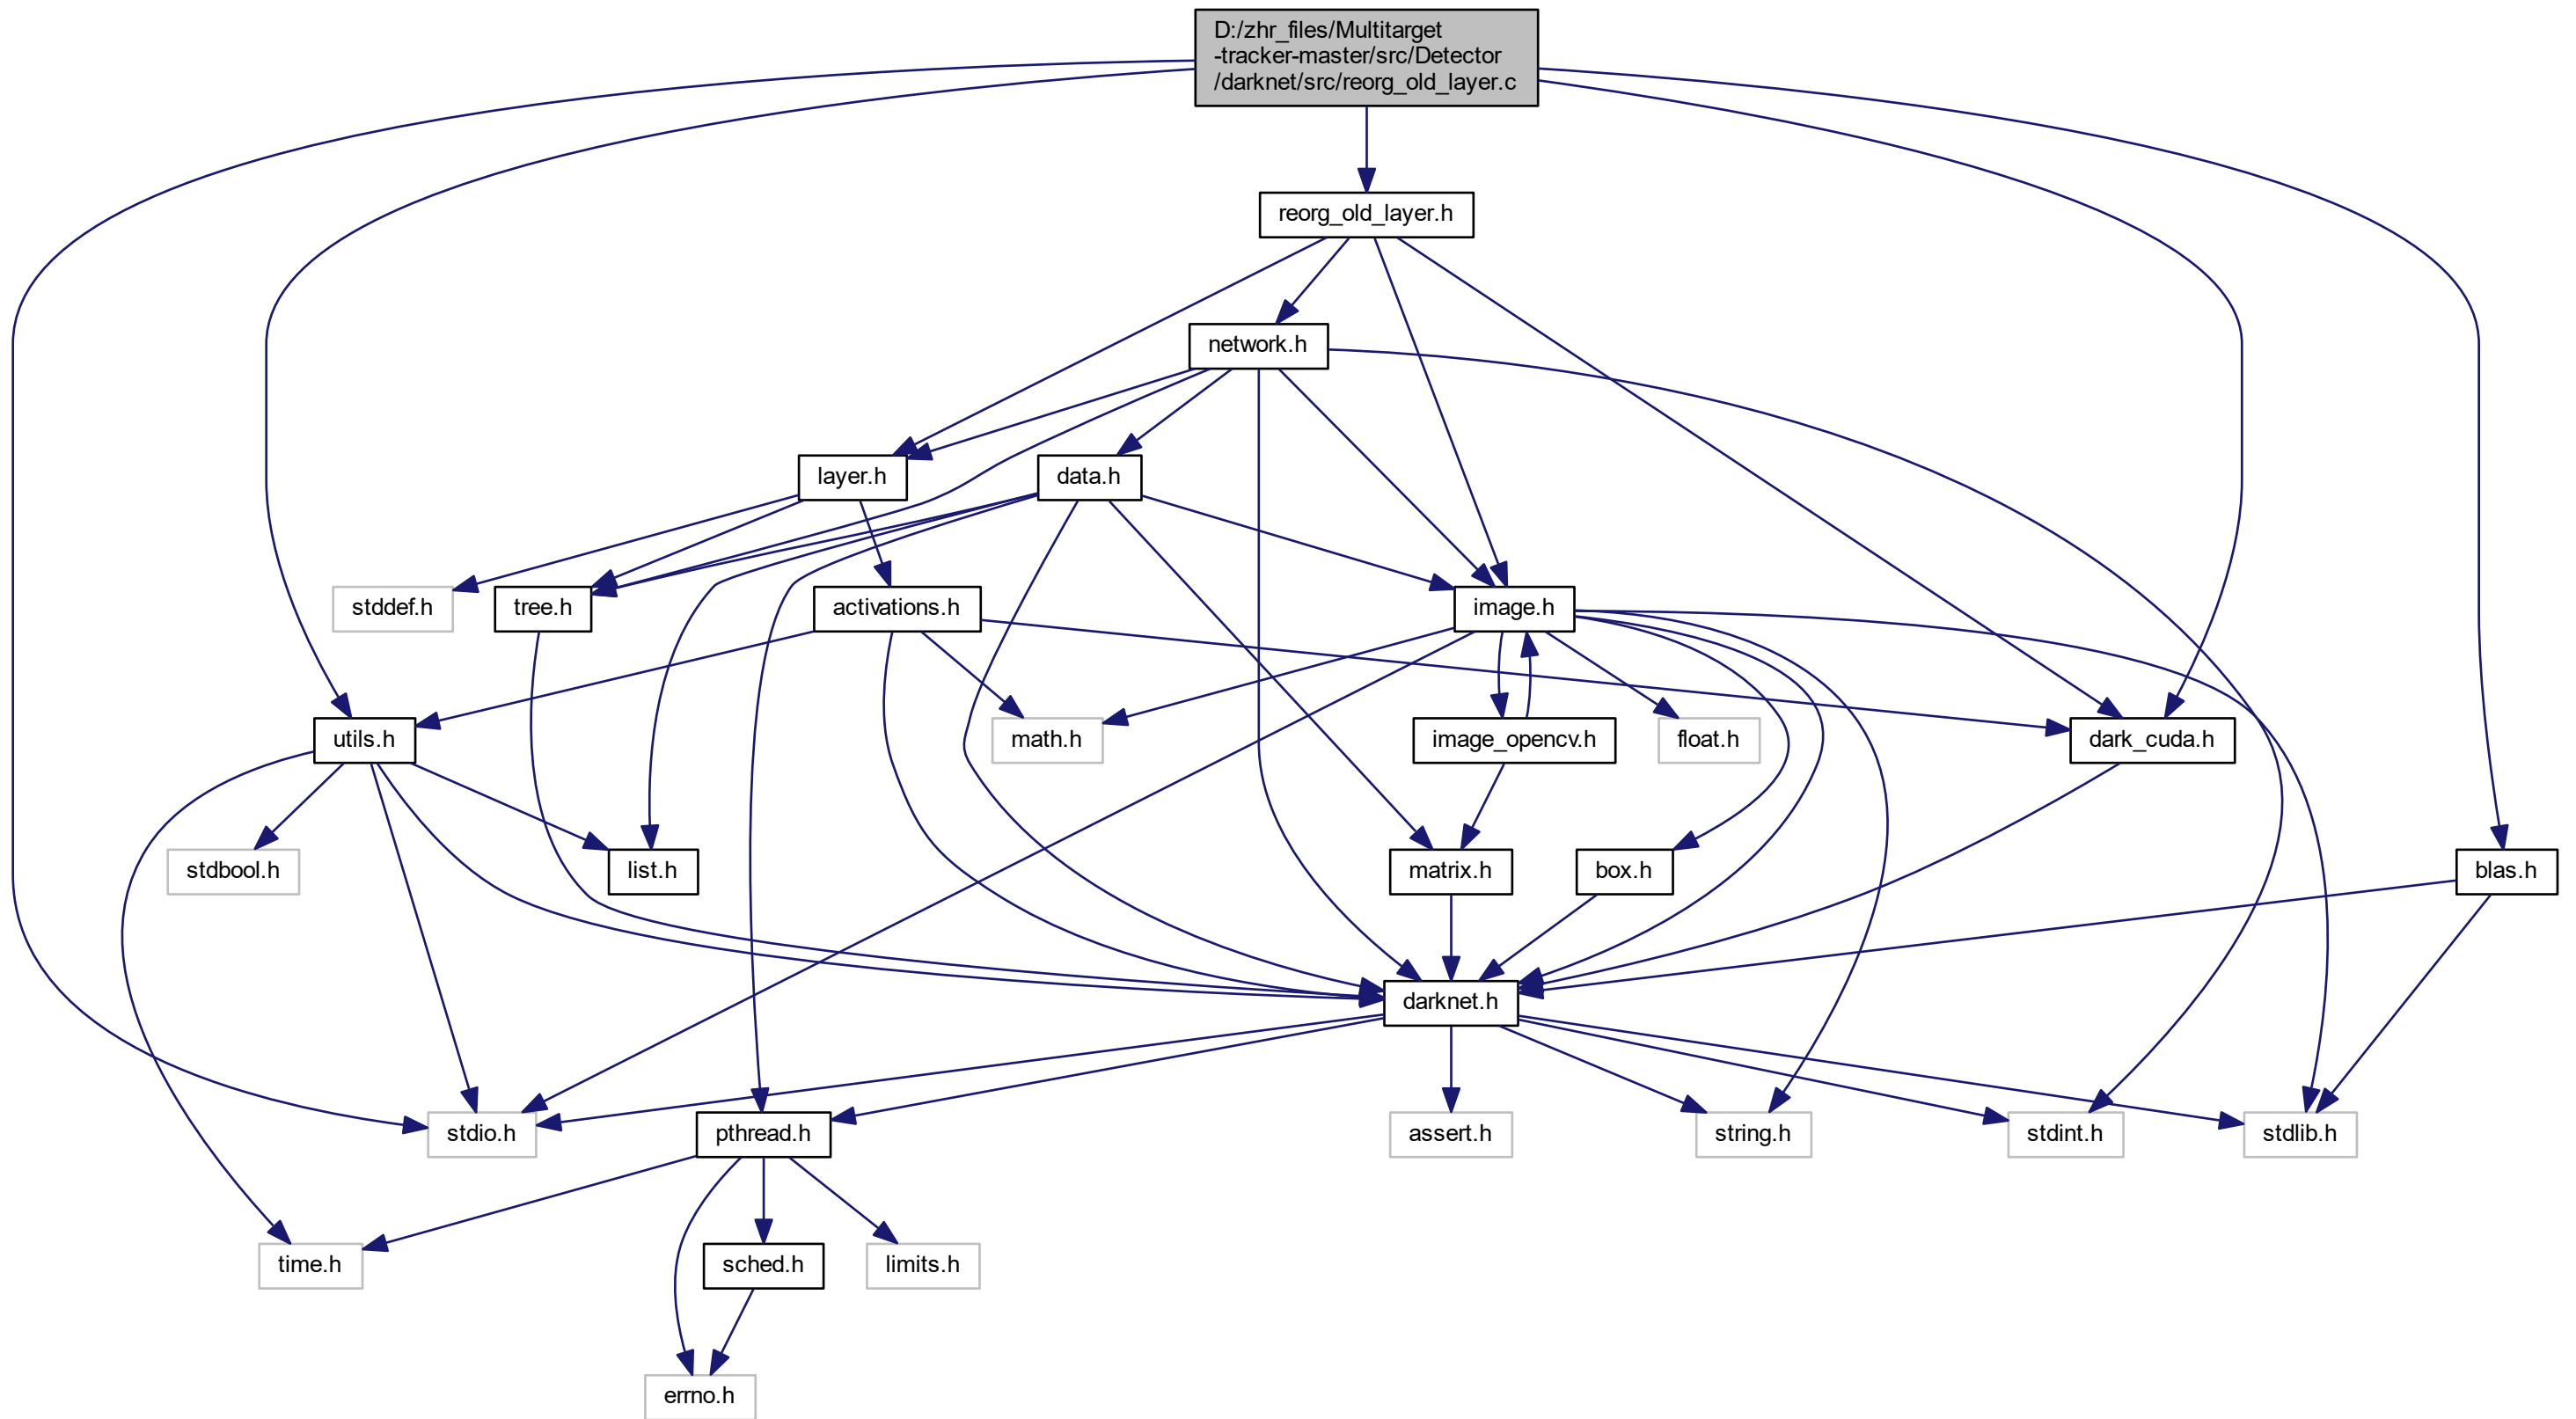 D:/zhr_files/Multitarget
-tracker-master/src/Detector
/darknet/src/reorg_old_layer.c
reorg_old_layer.h
network.h
layer.h
data.h
stddef.h
tree.h
activations.h
image.h
utils.h
math.h
image_opencv.h
float.h
dark_cuda.h
stdbool.h
list.h
matrix.h
box.h
blas.h
darknet.h
stdio.h
pthread.h
assert.h
string.h
stdint.h
stdlib.h
time.h
sched.h
limits.h
errno.h